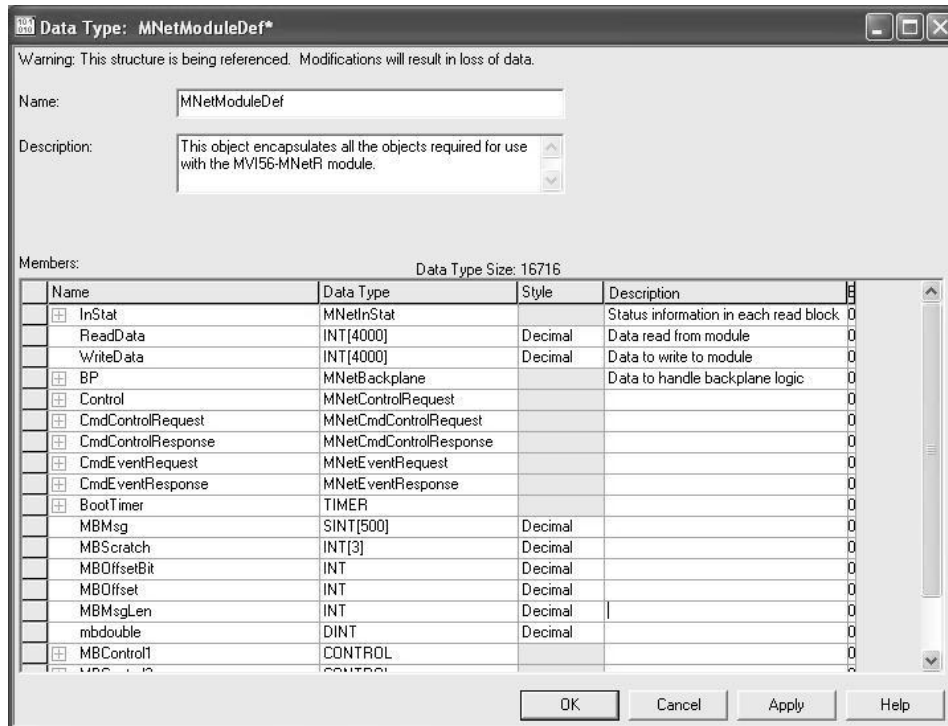 Data Type: MNetModuleDef*
Warning: This structure is being referenced. Modifications will result in loss of data.
Name: MNetModuleDef
Description: This object encapsulates all the objects required for use
with the MVI56-MNetR module.
Members: Data Type Size: 16716
Name Data Type Style Description
InStat MNetInStat Status information in each read block
ReadData INT[4000] Decimal Data read from module
WriteData INT[4000] Decimal Data to write to module
BP MNetBackplane Data to handle backplane logic
Control MNetControlRequest
CmdControlRequest MNetCmdControlRequest
CmdControlResponse MNetCmdControlResponse
CmdEventRequest MNetEventRequest
CmdEventResponse MNetEventResponse
BootTimer TIMER
MBMsg SINT[500] Decimal
MBScratch INT[3] Decimal
MBOffsetBit INT Decimal
MBOffset INT Decimal
MBMsgLen INT Decimal
mbdouble DINT Decimal
MBControl1 CONTROL
OK Cancel Apply Help